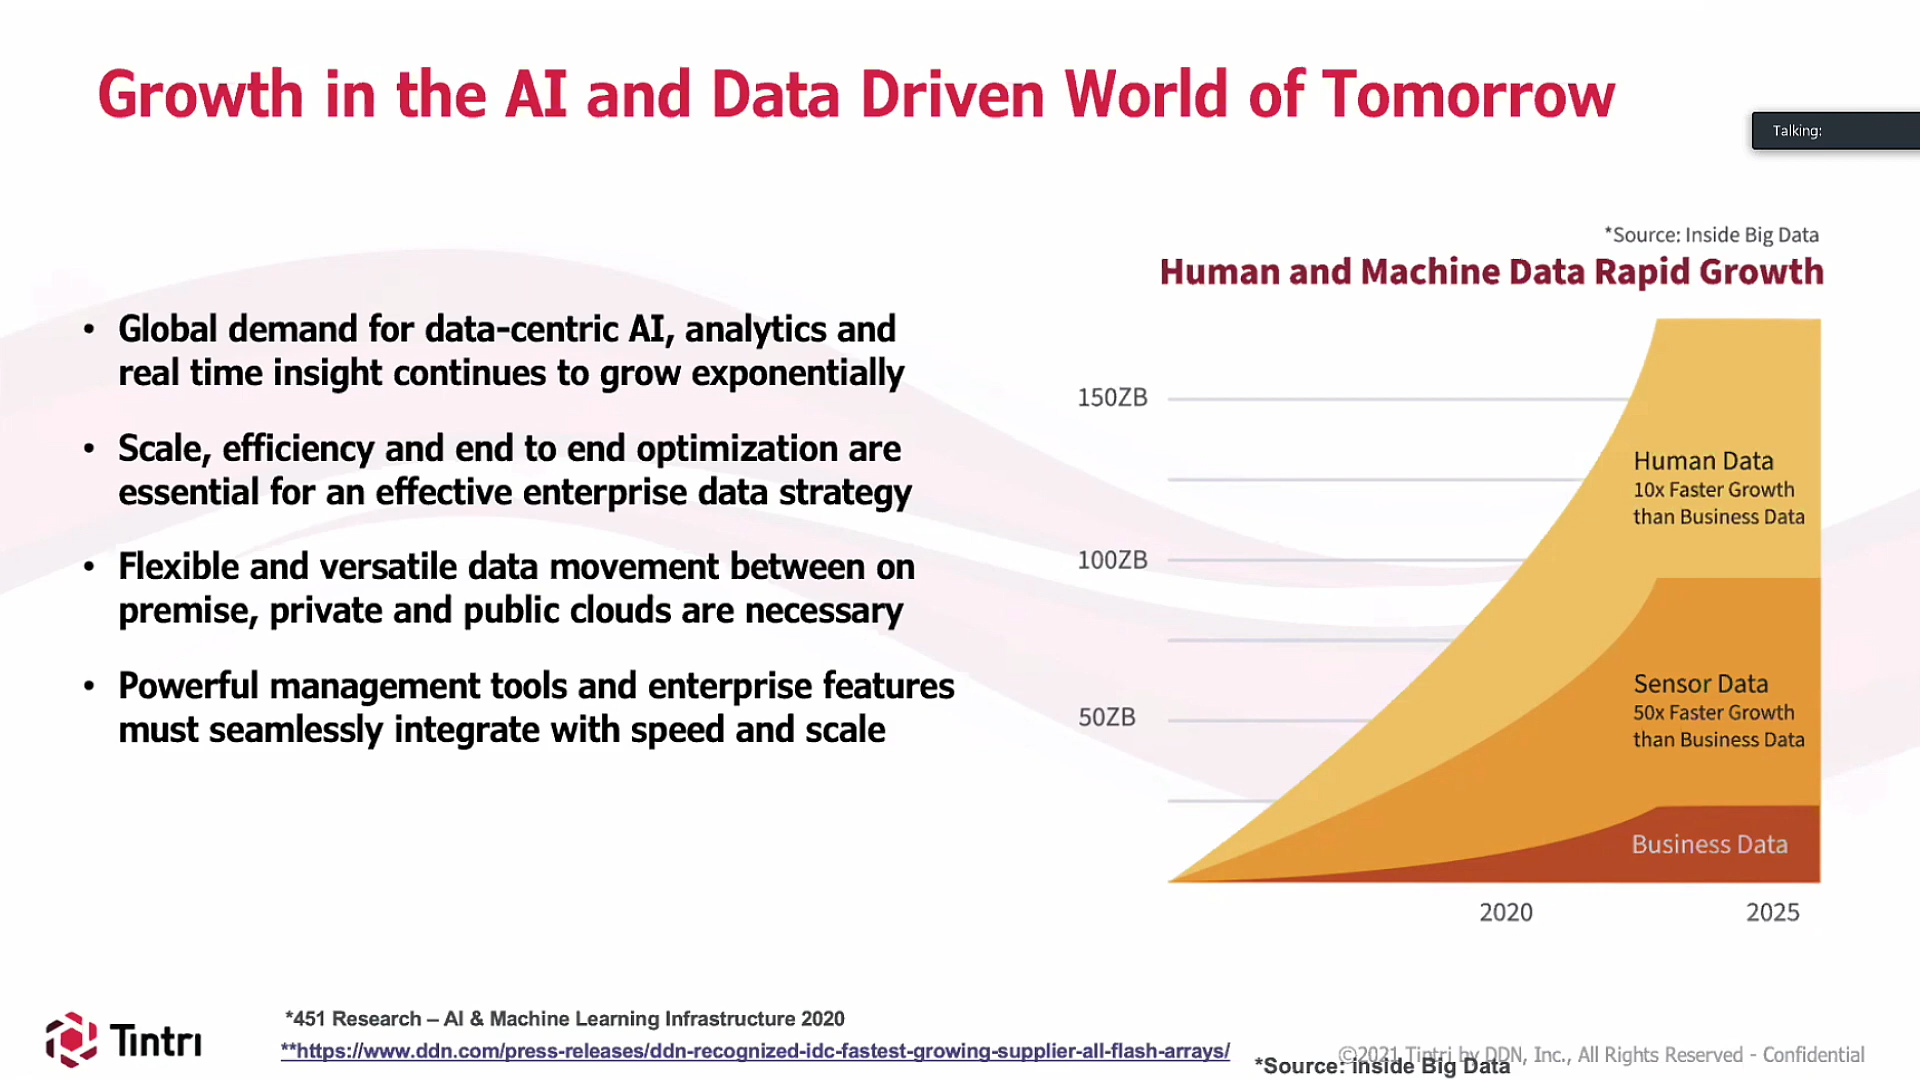 Growth in the AI and Data Driven World of Tomorrow
Talking:
• Global demand for data-centric AI, analytics and
real time insight continues to grow exponentially
• Scale, efficiency and end to end optimization are
essential for an effective enterprise data strategy
• Flexible and versatile data movement between on
premise, private and public clouds are necessary
• Powerful management tools and enterprise features
must seamlessly integrate with speed and scale
*Source: Inside Big Data
Human and Machine Data Rapid Growth
150ZB
100ZB
50ZB
Human Data
10x Faster Growth
than Business Data
Sensor Data
50x Faster Growth
than Business Data
Business Data
2020
2025
Tintri
*451 Research – AI & Machine Learning Infrastructure 2020
**https://www.ddn.com/press-releases/ddn-recognized-idc-fastest-growing-supplier-all-flash-arrays/
*Source: Inside Big Data
©2021 Tintri by DDN, Inc., All Rights Reserved - Confidential